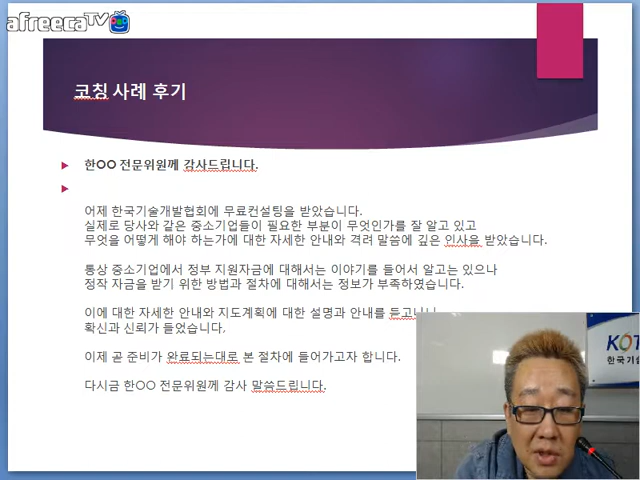 afreecaTV
코칭 사례 후기
한OO 전문위원께 감사드립니다.
어제 한국기술개발협회에 무료컨설팅을 받았습니다.
실제로 당사와 같은 중소기업들이 필요한 부분이 무엇인가를 잘 알고 있고
무엇을 어떻게 해야 하는가에 대한 자세한 안내와 격려 말씀에 깊은 인사을 받았습니다.
통상 중소기업에서 정부 지원자금에 대해서는 이야기를 들어서 알고는 있으나
정작 자금을 받기 위한 방법과 절차에 대해서는 정보가 부족하였습니다.
이에 대한 자세한 안내와 지도계획에 대한 설명과 안내를 듣고나니
확신과 신뢰가 들었습니다,
이제 곧 준비가 완료되는대로 본 절차에 들어가고자 합니다.
다시금 한OO 전문위원께 감사 말씀드립니다.
KOT
한국기술